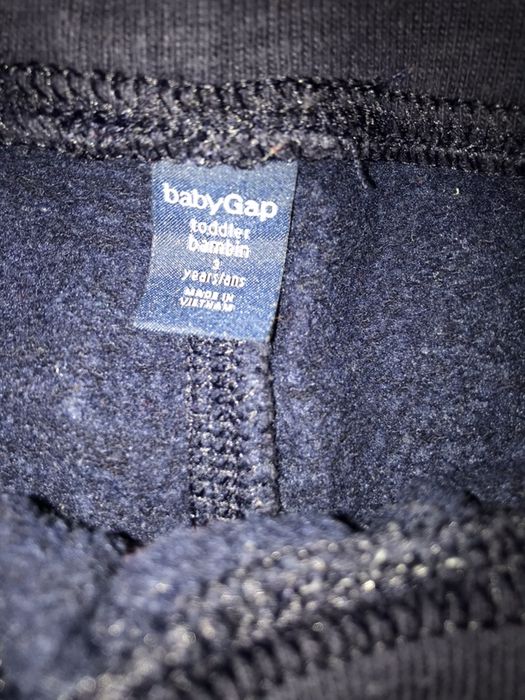 babyGap
toddler
bambin
years/ans
MADE IN
VIETNAM